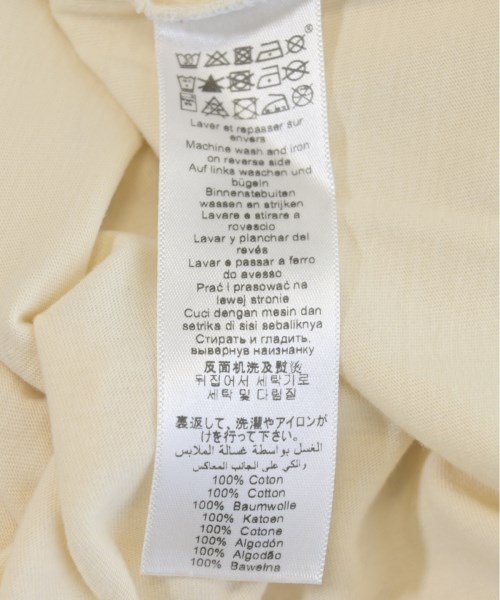 Laver et repasser sur
envers
Machine wash and iron
on reverse side
Auf links waschen und
bügeln
Binnenstebuiten
wassen en strijken
Lavare e stirare a
rovescio
Lavar y planchar del
revés
Lavar e passar a ferro
do avesso
Prać i prasować na
lewej stronie
Cuci dengan mesin dan
setrika di sisi sebaliknya
Стирать и гладить,
вывернув наизнанку
反面机洗及熨
뒤집어서 세탁기로
세탁 및 다림질
裏返して、洗濯やアイロンが
けを行って下さい。
الغسل بواسطة غسالة الملابس
والكي على الجانب المعاكس
100% Coton
100% Cotton
100% Baumwolle
100% Katoen
100% Cotone
100% Algodón
100% Algodão
100% Bawełna